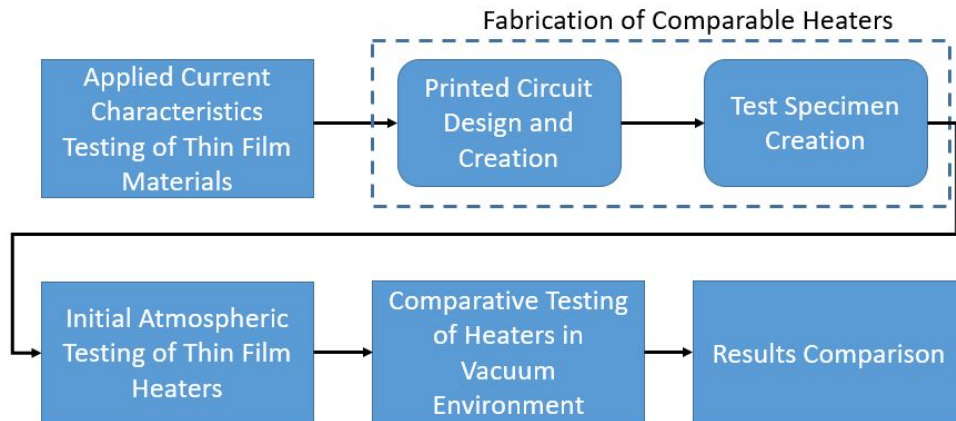 Fabrication of Comparable Heaters
Applied Current
Characteristics
Testing of Thin Film
Materials
Printed Circuit
Design and
Creation
Test Specimen
Creation
Initial Atmospheric
Testing of Thin Film
Heaters
Comparative Testing
of Heaters in
Vacuum
Environment
Results Comparison